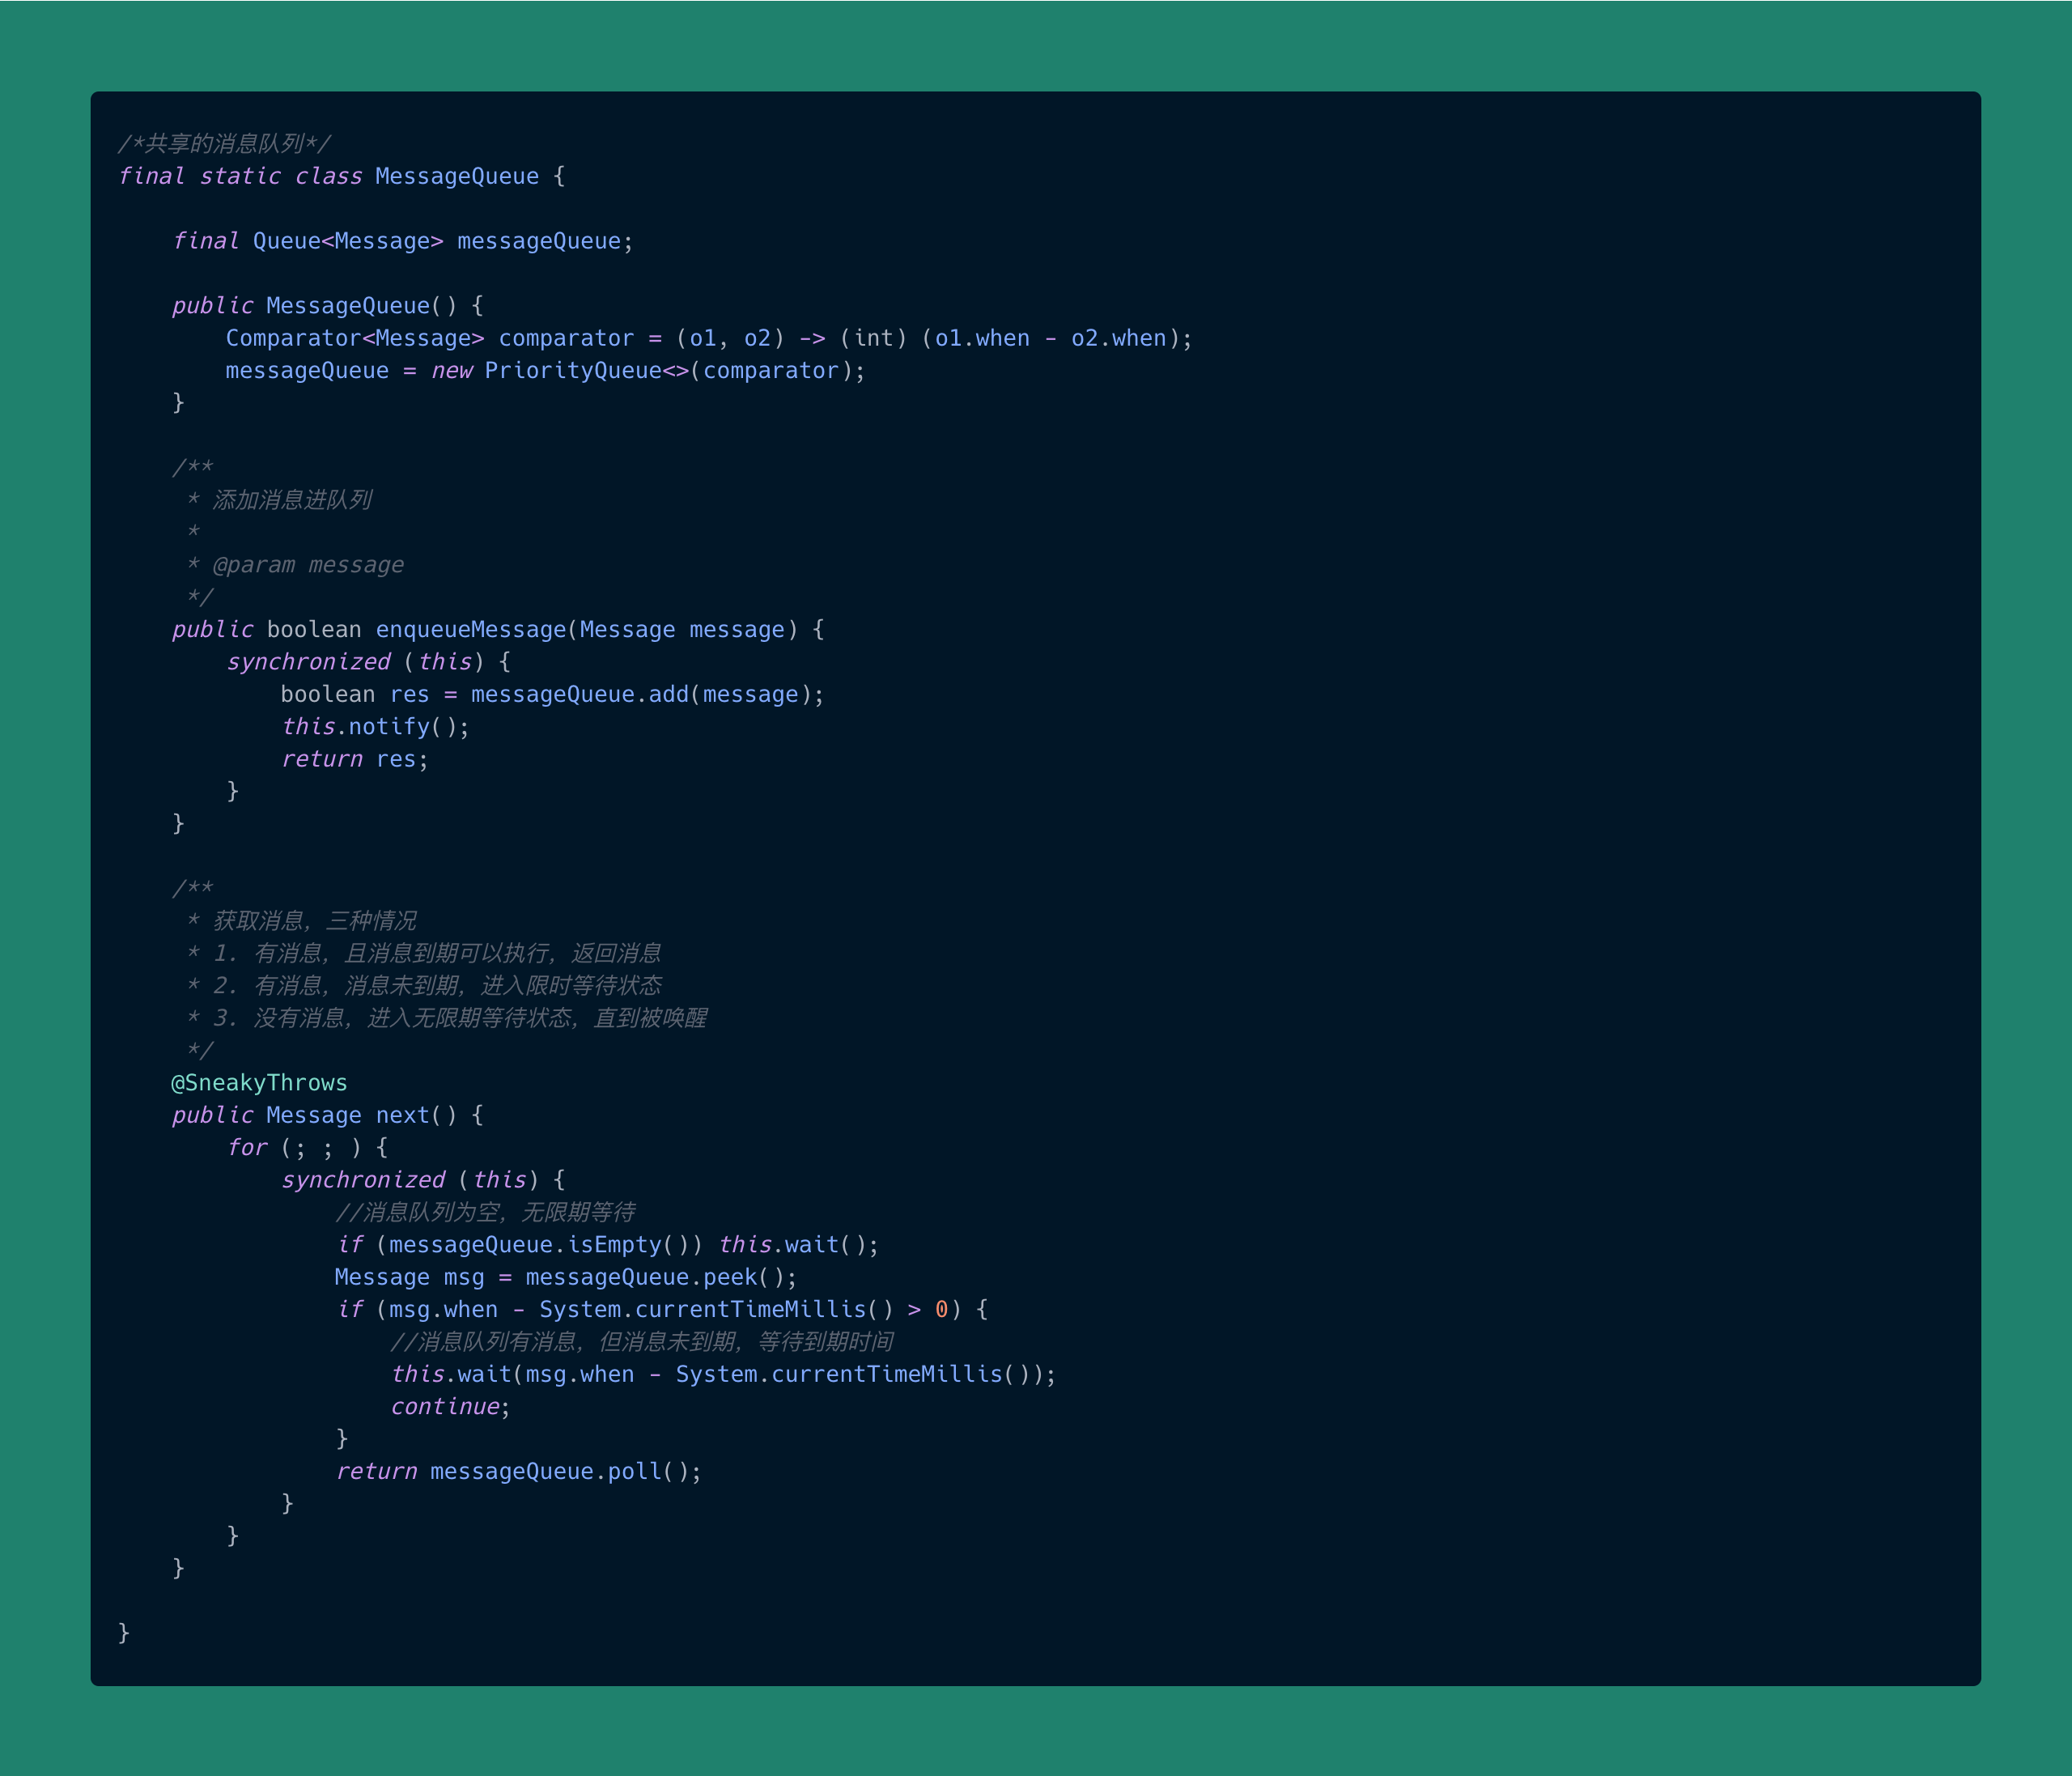 /*共享的消息队列*/
final static class MessageQueue {
final Queue<Message> messageQueue;
public MessageQueue() {
Comparator<Message> comparator = (o1, o2) -> (int) (o1.when - o2.when);
messageQueue = new PriorityQueue<>(comparator);
}
/**
* 添加消息进队列
*
* @param message
*/
public boolean enqueueMessage(Message message) {
synchronized (this) {
boolean res = messageQueue.add(message);
this.notify();
return res;
}
}
/**
* 获取消息, 三种情况
* 1. 有消息, 且消息到期可以执行, 返回消息
* 2. 有消息, 消息未到期, 进入限时等待状态
* 3. 没有消息, 进入无限期等待状态, 直到被唤醒
*/
@SneakyThrows
public Message next() {
for (; ; ) {
synchronized (this) {
//消息队列为空, 无限期等待
if (messageQueue.isEmpty()) this.wait();
Message msg = messageQueue.peek();
if (msg.when - System.currentTimeMillis() > 0) {
//消息队列有消息, 但消息未到期, 等待到期时间
this.wait(msg.when - System.currentTimeMillis());
continue;
}
return messageQueue.poll();
}
}
}
}